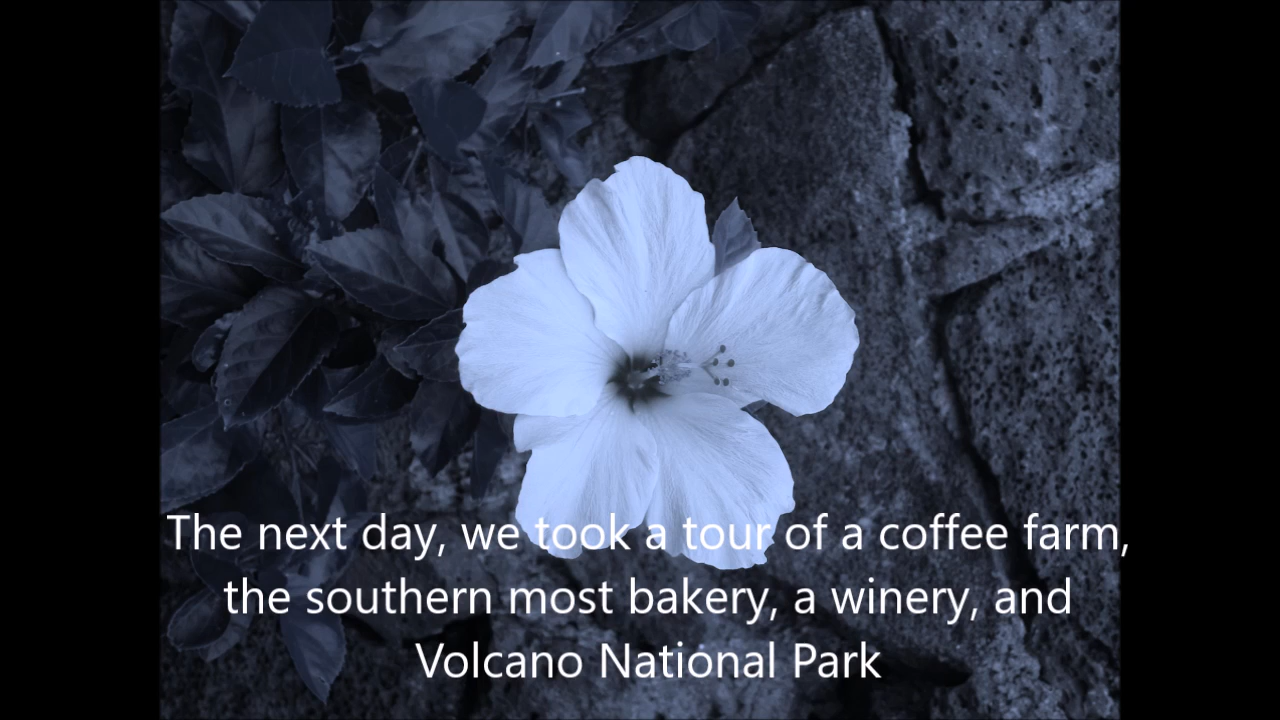 The next day, we took a tour of a coffee farm,
the southern most bakery, a winery, and
Volcano National Park